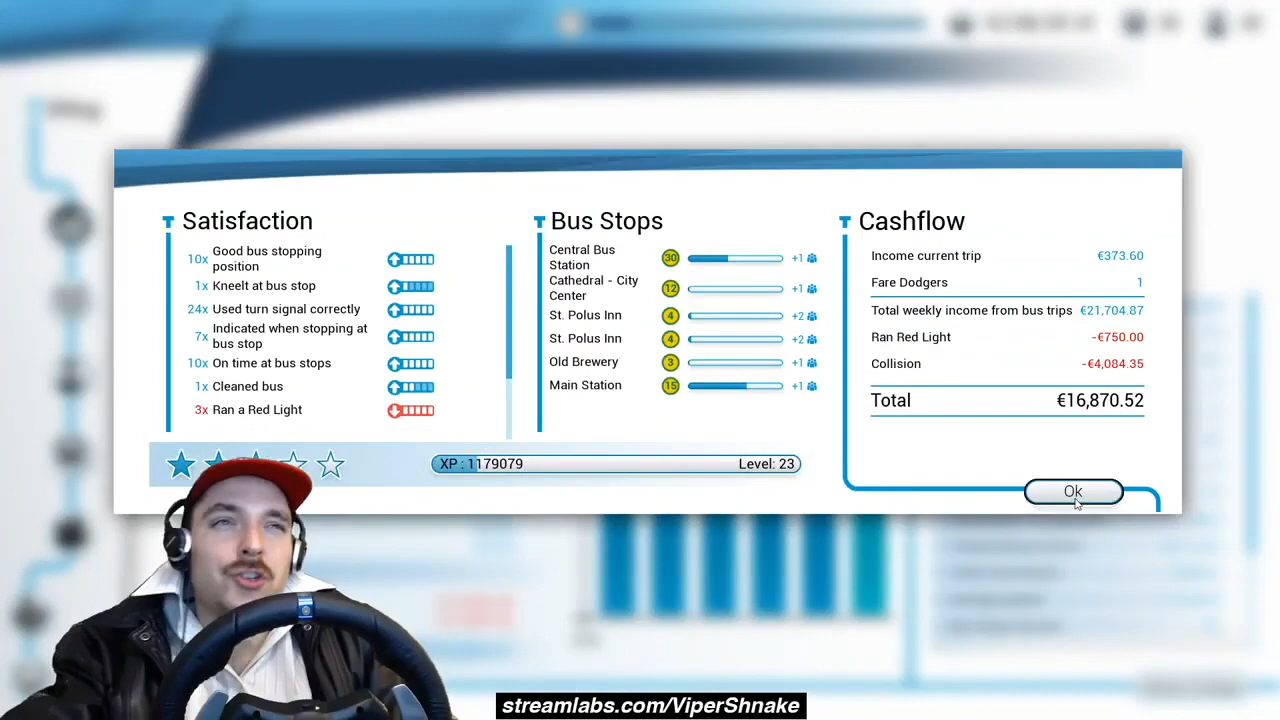 Satisfaction
10x Good bus stopping
position
1x Kneelt at bus stop
24x Used turn signal correctly
7x Indicated when stopping at
bus stop
10x On time at bus stops
1x Cleaned bus
3x Ran a Red Light
XP : 1179079 Level: 23
Bus Stops
Central Bus
Station 30 +1
Cathedral - City
Center 12 +1
St. Polus Inn 4 +2
St. Polus Inn 4 +2
Old Brewery 3 +1
Main Station 15 +1
Cashflow
Income current trip €373.60
Fare Dodgers 1
Total weekly income from bus trips €21,704.87
Ran Red Light -€750.00
Collision -€4,084.35
Total €16,870.52
Ok
streamlabs.com/ViperShnake